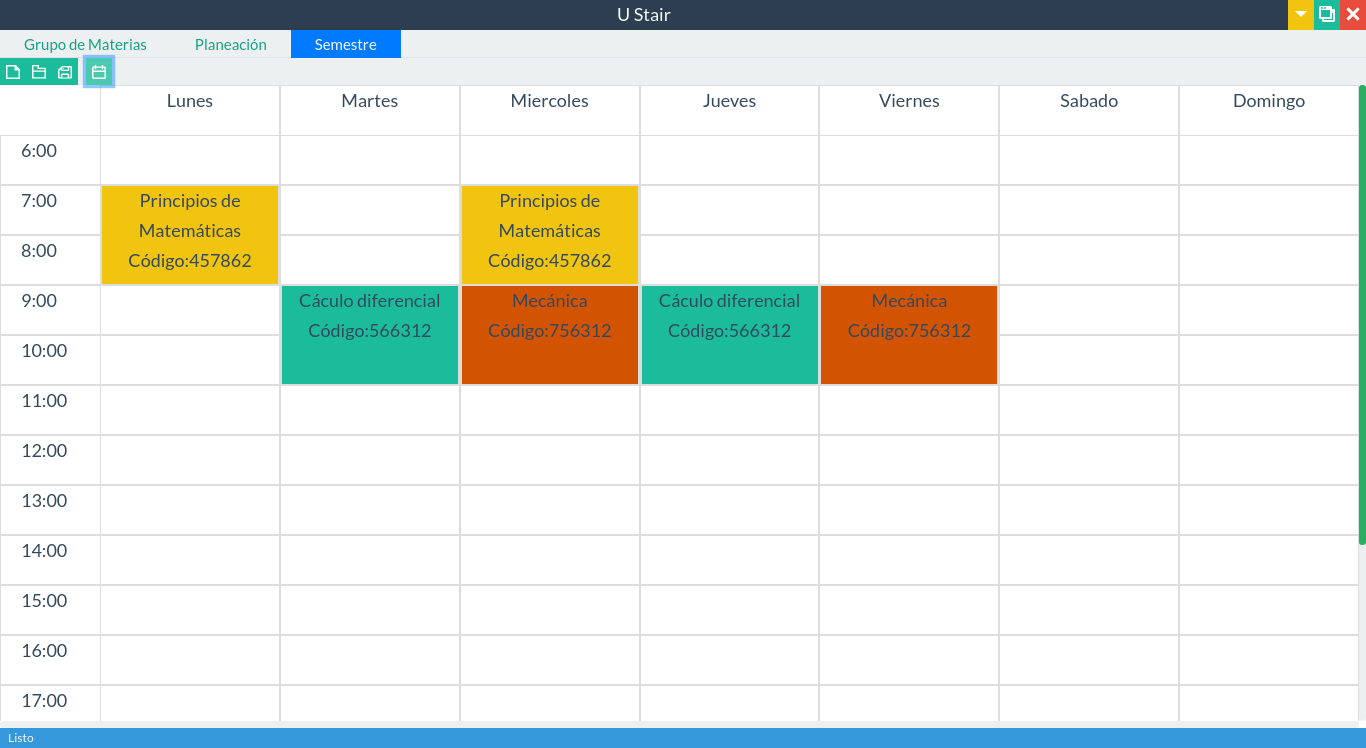 U Stair
Grupo de Materias Planeación Semestre
Lunes Martes Miercoles Jueves Viernes Sabado Domingo
6:00
7:00 Principios de Principios de
Matemáticas Matemáticas
8:00 Código:457862 Código:457862
9:00 Cáculo diferencial Mecánica Cáculo diferencial Mecánica
Código:566312 Código:756312 Código:566312 Código:756312
10:00
11:00
12:00
13:00
14:00
15:00
16:00
17:00
Listo